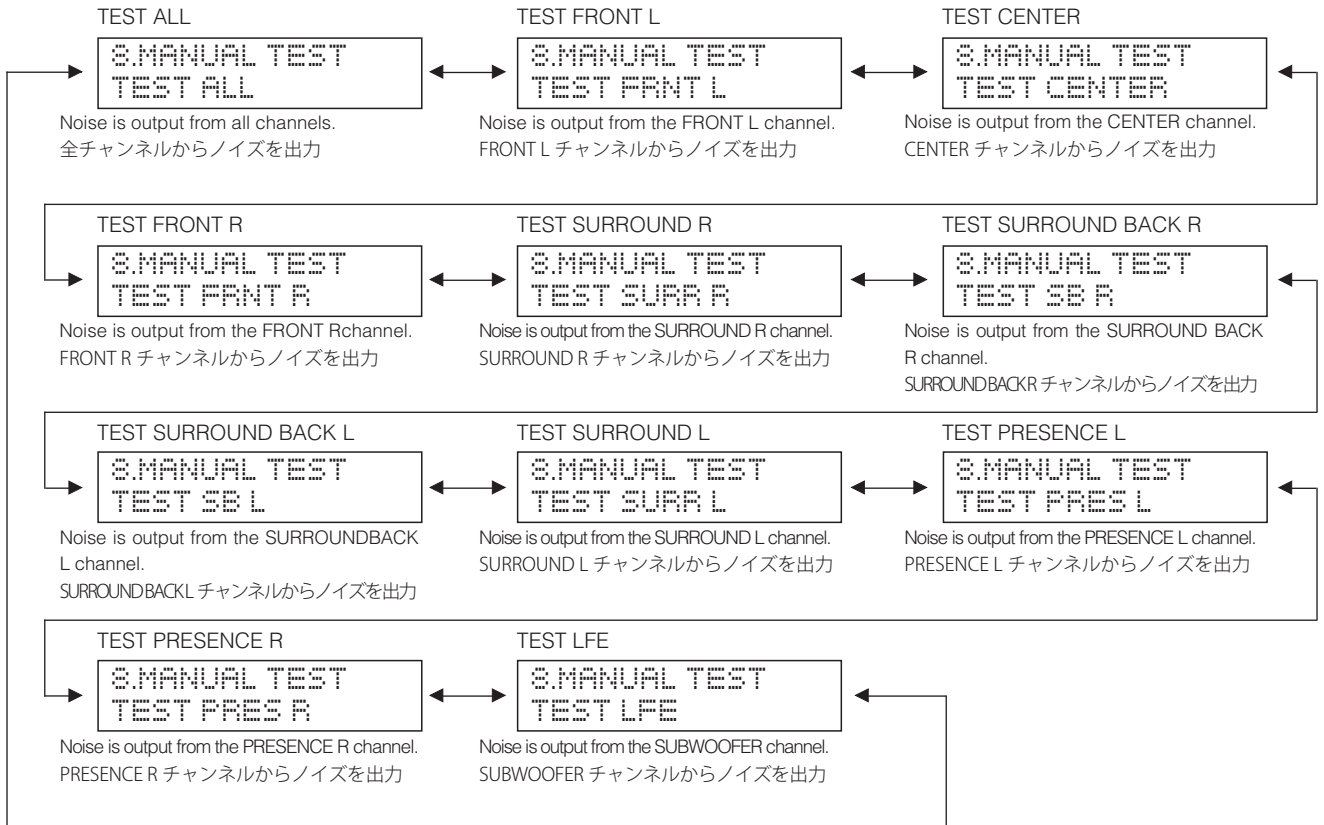 TEST ALL
8.MANUAL TEST
TEST ALL
Noise is output from all channels.
全チャンネルからノイズを出力
TEST FRONT L
8.MANUAL TEST
TEST FRNT L
Noise is output from the FRONT L channel.
FRONT L チャンネルからノイズを出力
TEST CENTER
8.MANUAL TEST
TEST CENTER
Noise is output from the CENTER channel.
CENTER チャンネルからノイズを出力
TEST FRONT R
8.MANUAL TEST
TEST FRNT R
Noise is output from the FRONT Rchannel.
FRONT R チャンネルからノイズを出力
TEST SURROUND R
8.MANUAL TEST
TEST SURR R
Noise is output from the SURROUND R channel.
SURROUND R チャンネルからノイズを出力
TEST SURROUND BACK R
8.MANUAL TEST
TEST SB R
Noise is output from the SURROUND BACK
R channel.
SURROUND BACK R チャンネルからノイズを出力
TEST SURROUND BACK L
8.MANUAL TEST
TEST SB L
Noise is output from the SURROUNDBACK
L channel.
SURROUND BACK L チャンネルからノイズを出力
TEST SURROUND L
8.MANUAL TEST
TEST SURR L
Noise is output from the SURROUND L channel.
SURROUND L チャンネルからノイズを出力
TEST PRESENCE L
8.MANUAL TEST
TEST PRES L
Noise is output from the PRESENCE L channel.
PRESENCE L チャンネルからノイズを出力
TEST PRESENCE R
8.MANUAL TEST
TEST PRES R
Noise is output from the PRESENCE R channel.
PRESENCE R チャンネルからノイズを出力
TEST LFE
8.MANUAL TEST
TEST LFE
Noise is output from the SUBWOOFER channel.
SUBWOOFER チャンネルからノイズを出力